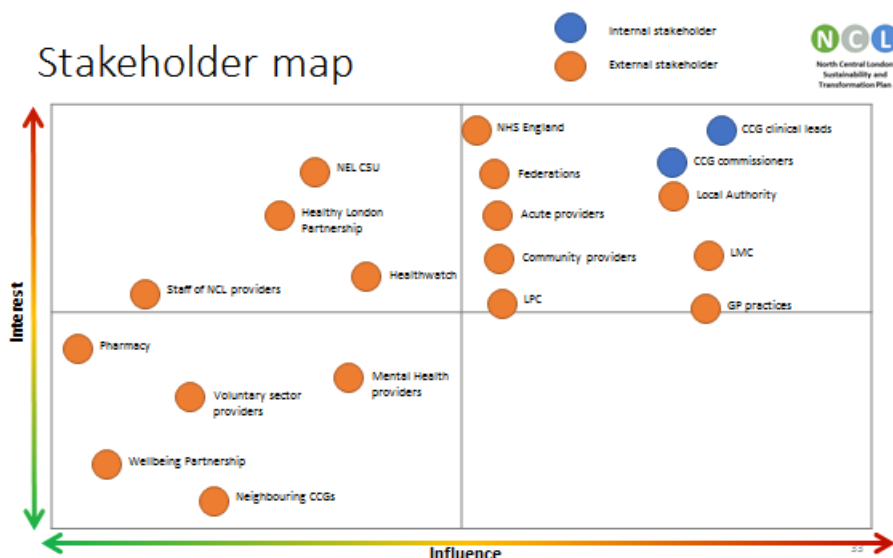 Stakeholder map
Internal stakeholder
External stakeholder
NCL
North Central London
Sustainability and
Transformation Plan
NHS England
CCG clinical leads
NEL CSU
CCG commissioners
Federations
Local Authority
Healthy London
Partnership
Acute providers
Community providers
LMC
Healthwatch
Staff of NCL providers
LPC
GP practices
Interest
Pharmacy
Mental Health
providers
Voluntary sector
providers
Wellbeing Partnership
Neighbouring CCGs
Influence